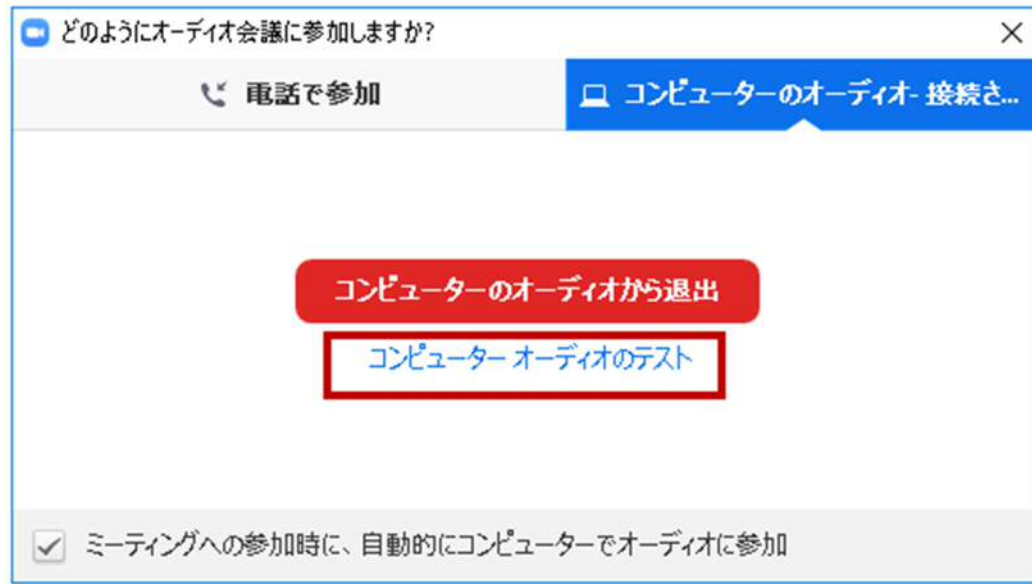 どのようにオーディオ会議に参加しますか?
電話で参加
コンピューターのオーディオ- 接続さ...
コンピューターのオーディオから退出
コンピューター オーディオのテスト
ミーティングへの参加時に、自動的にコンピューターでオーディオに参加